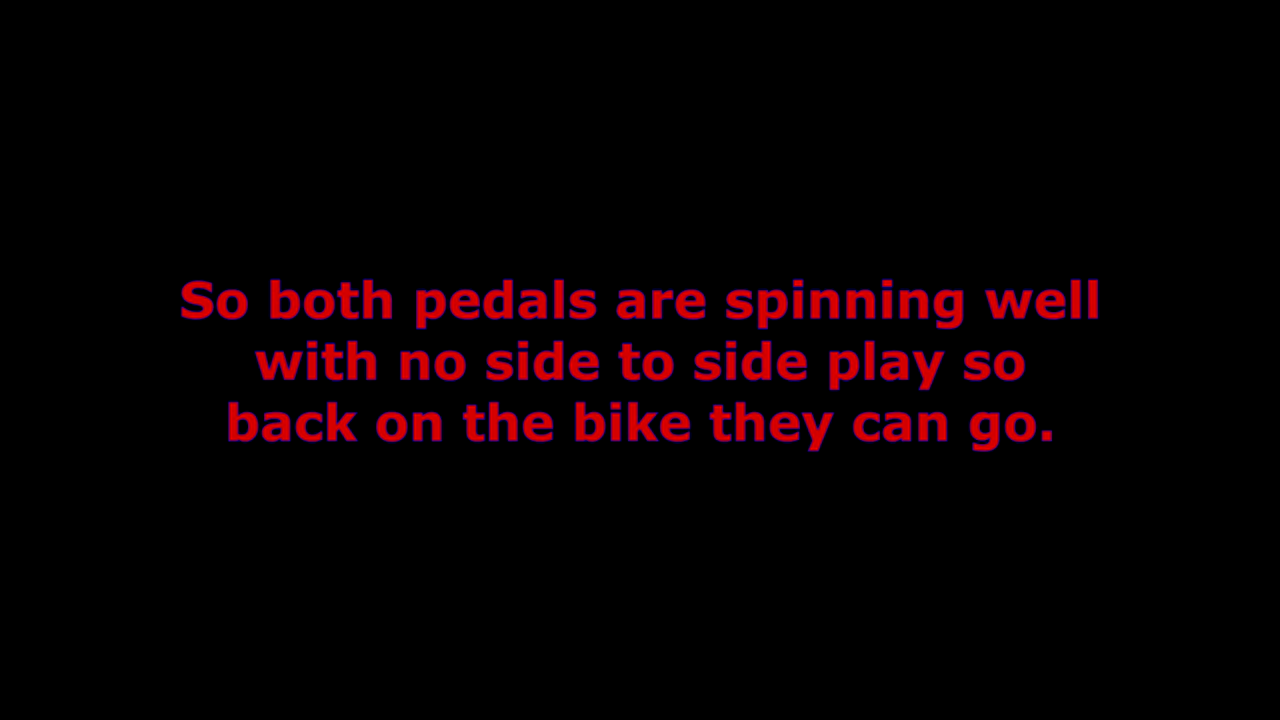 So both pedals are spinning well
with no side to side play so
back on the bike they can go.